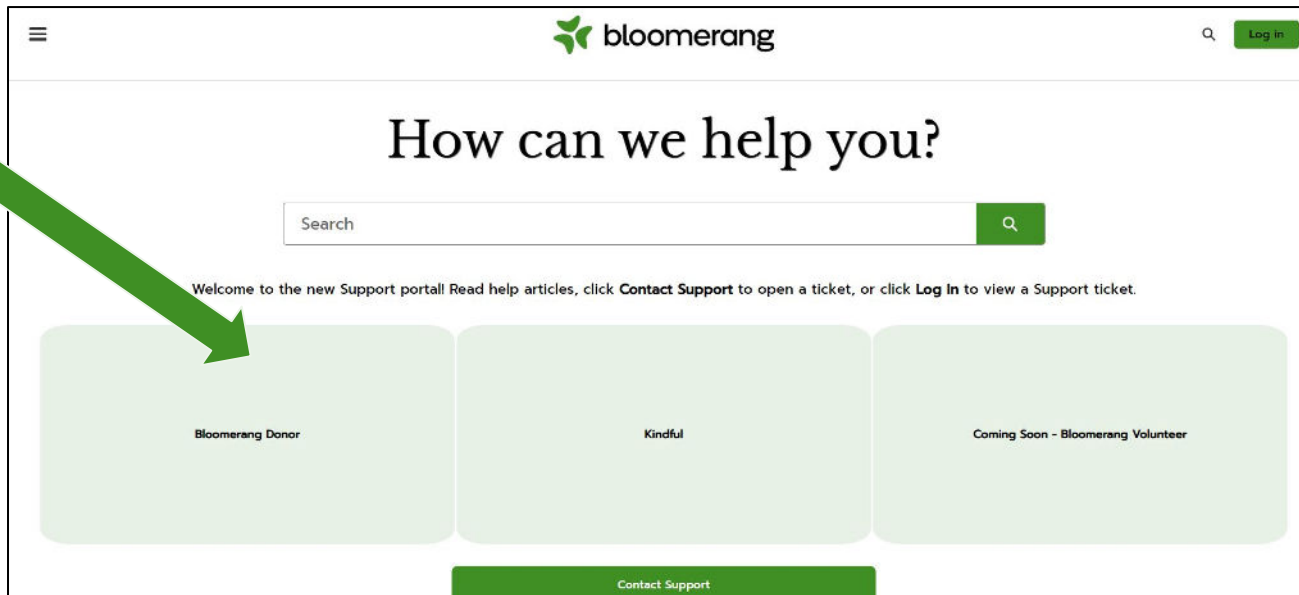 bloomerang
Log in
How can we help you?
Search
Welcome to the new Support portal! Read help articles, click Contact Support to open a ticket, or click Log In to view a Support ticket.
Bloomerang Donor
Kindful
Coming Soon - Bloomerang Volunteer
Contact Support